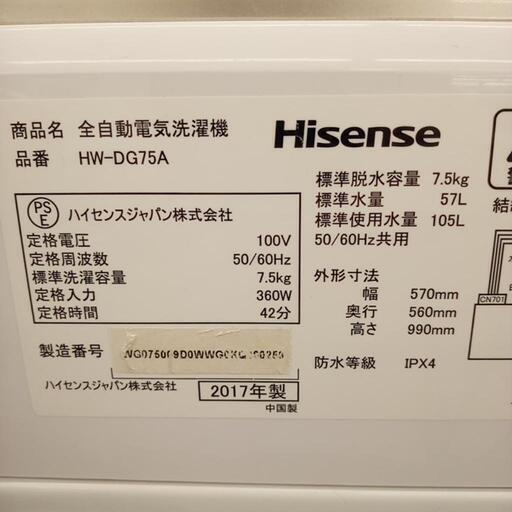 商品名 全自動電気洗濯機
品番 HW-DG75A
Hisense
PS
E
ハイセンスジャパン株式会社
定格電圧 100V
定格周波数 50/60Hz
標準洗濯容量 7.5kg
定格入力 360W
定格時間 42分
標準脱水容量 7.5kg
標準水量 57L
標準使用水量 105L
50/60Hz共用
外形寸法
幅 570mm
奥行 560mm
高さ 990mm
防水等級 IPX4
製造番号
ハイセンスジャパン株式会社
2017年製
中国製
結
CN701